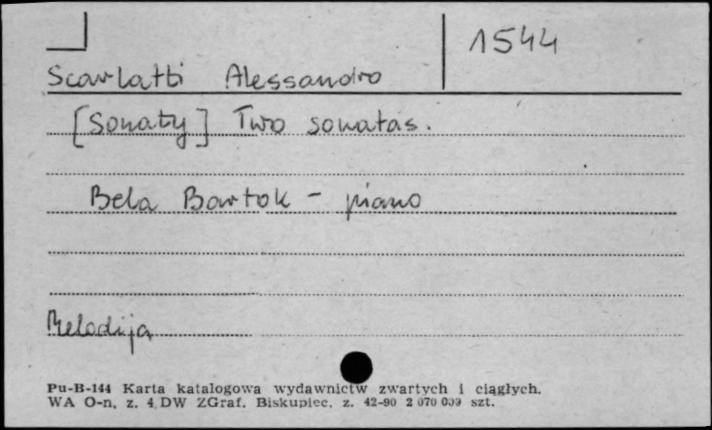 1544
Scarlatti Alessandro
[Sonaty] Two sonatas.
Bela Bartok - piano
Melodija
Pu-B-144 Karta katalogowa wydawnictw zwartych i ciągłych.
WA O-n, z. 4 DW ZGraf. Biskupiec, z. 42-90 2 070 009 szt.